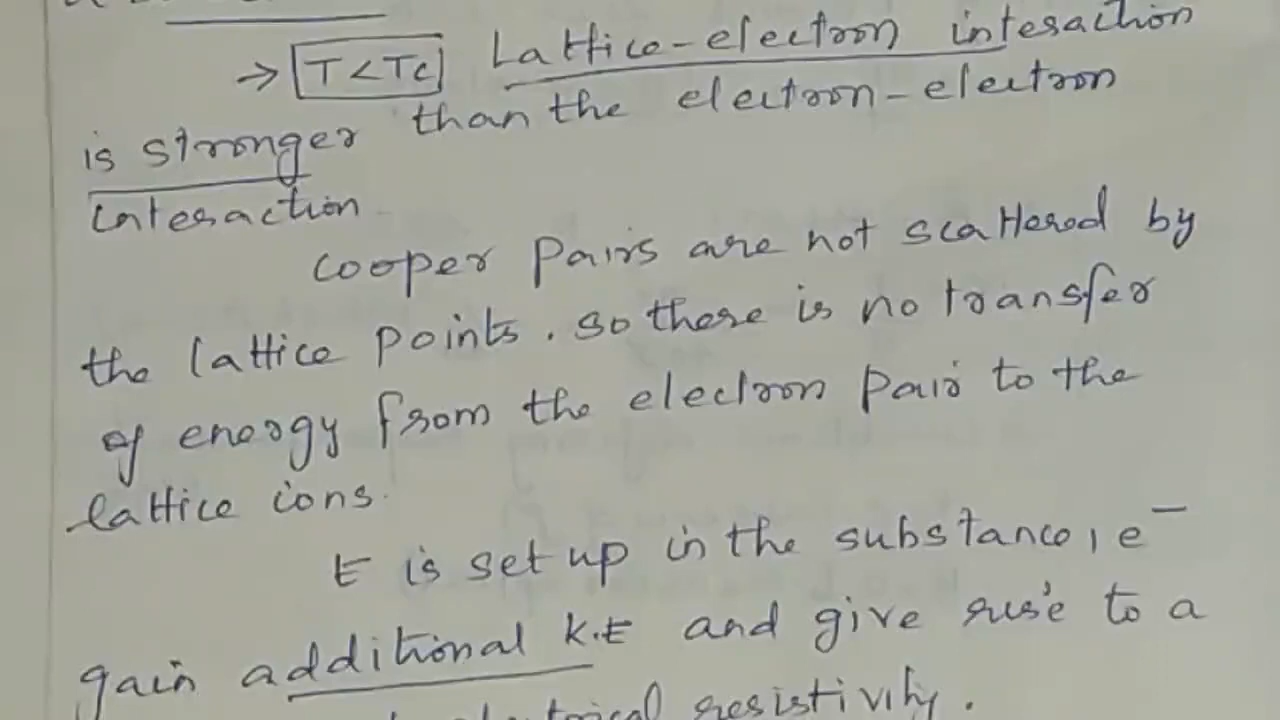 → T<Tc Lattice-electron interaction
is stronger than the electron-electron
interaction
Cooper pairs are not scattered by
the lattice points. So there is no transfer
of energy from the electron pair to the
lattice ions.
E is set up in the substance, e⁻
gain additional K.E and give rise to a
electrical resistivity.